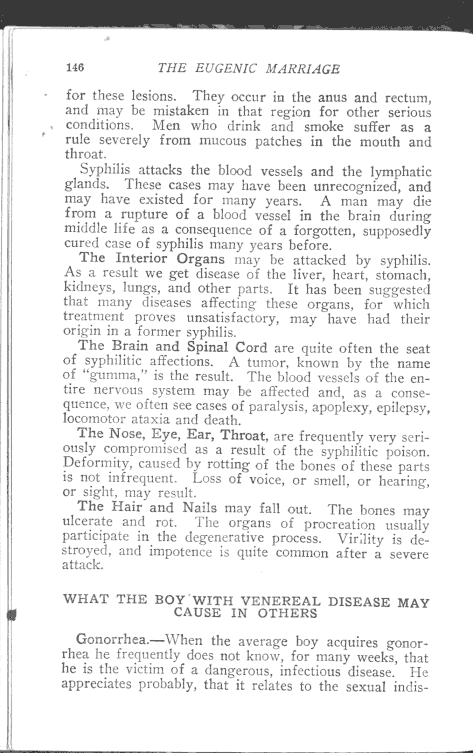 146 THE EUGENIC MARRIAGE
for these lesions. They occur in the anus and rectum,
and may be mistaken in that region for other serious
conditions. Men who drink and smoke suffer as a
rule severely from mucous patches in the mouth and
throat.
Syphilis attacks the blood vessels and the lymphatic
glands. These cases may have been unrecognized, and
may have existed for many years. A man may die
from a rupture of a blood vessel in the brain during
middle life as a consequence of a forgotten, supposedly
cured case of syphilis many years before.
The Interior Organs may be attacked by syphilis.
As a result we get disease of the liver, heart, stomach,
kidneys, lungs, and other parts. It has been suggested
that many diseases affecting these organs, for which
treatment proves unsatisfactory, may have had their
origin in a former syphilis.
The Brain and Spinal Cord are quite often the seat
of syphilitic affections. A tumor, known by the name
of "gumma," is the result. The blood vessels of the en-
tire nervous system may be affected and, as a conse-
quence, we often see cases of paralysis, apoplexy, epilepsy,
locomotor ataxia and death.
The Nose, Eye, Ear, Throat, are frequently very seri-
ously compromised as a result of the syphilitic poison.
Deformity, caused by rotting of the bones of these parts
is not infrequent. Loss of voice, or smell, or hearing,
or sight, may result.
The Hair and Nails may fall out. The bones may
ulcerate and rot. The organs of procreation usually
participate in the degenerative process. Virility is de-
stroyed, and impotence is quite common after a severe
attack.
WHAT THE BOY WITH VENEREAL DISEASE MAY
CAUSE IN OTHERS
Gonorrhea.—When the average boy acquires gonor-
rhea he frequently does not know, for many weeks, that
he is the victim of a dangerous, infectious disease. He
appreciates probably, that it relates to the sexual indis-